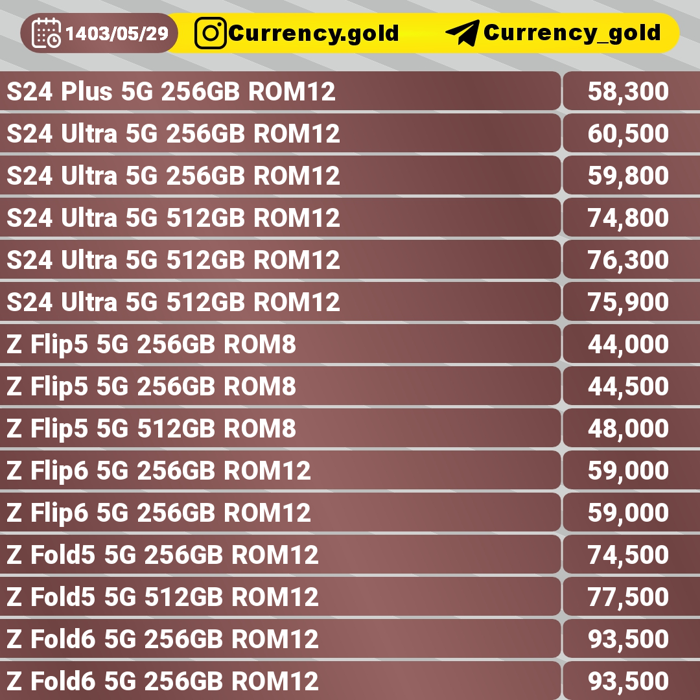 1403/05/29 Currency.gold Currency_gold
S24 Plus 5G 256GB ROM12 58,300
S24 Ultra 5G 256GB ROM12 60,500
S24 Ultra 5G 256GB ROM12 59,800
S24 Ultra 5G 512GB ROM12 74,800
S24 Ultra 5G 512GB ROM12 76,300
S24 Ultra 5G 512GB ROM12 75,900
Z Flip5 5G 256GB ROM8 44,000
Z Flip5 5G 256GB ROM8 44,500
Z Flip5 5G 512GB ROM8 48,000
Z Flip6 5G 256GB ROM12 59,000
Z Flip6 5G 256GB ROM12 59,000
Z Fold5 5G 256GB ROM12 74,500
Z Fold5 5G 512GB ROM12 77,500
Z Fold6 5G 256GB ROM12 93,500
Z Fold6 5G 256GB ROM12 93,500